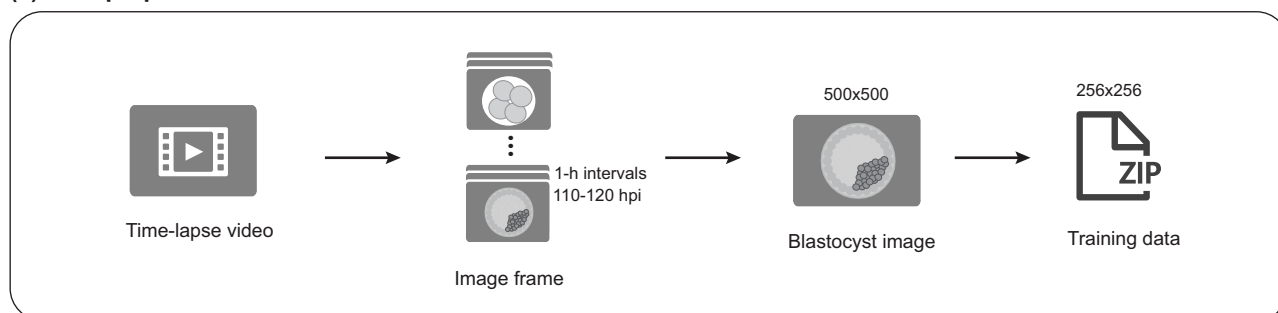 Time-lapse video
1-h intervals
110-120 hpi
Image frame
500x500
Blastocyst image
256x256
ZIP
Training data